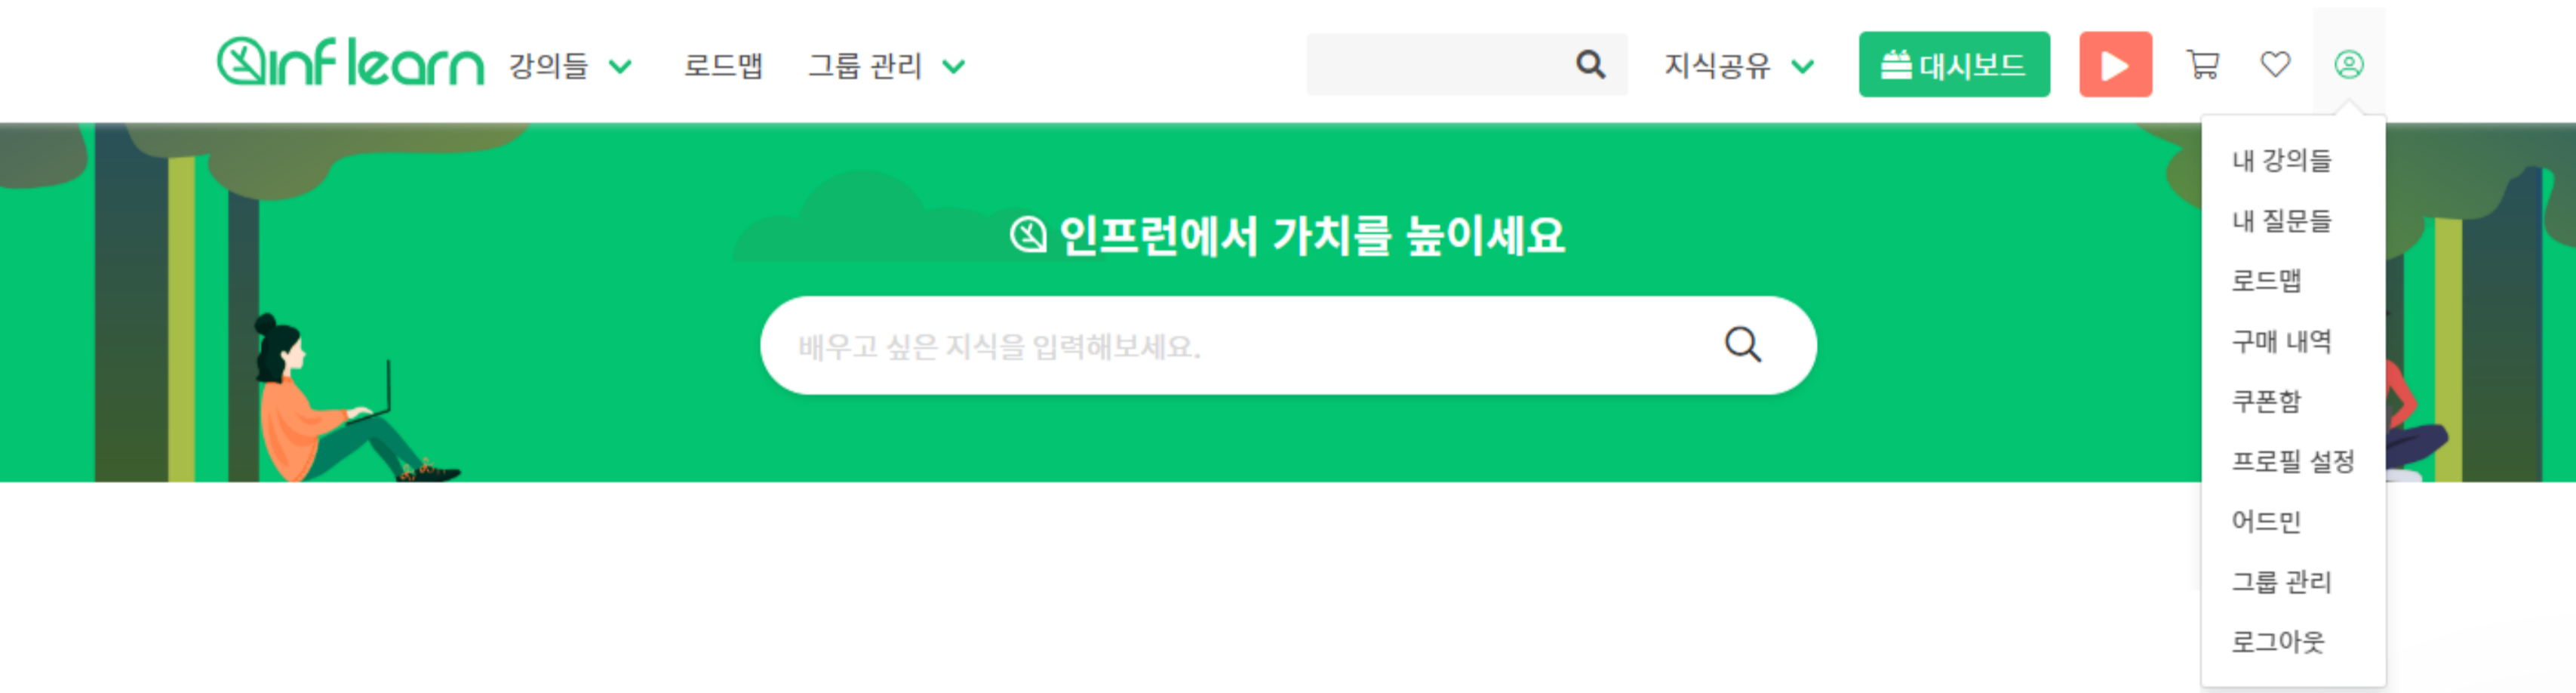 inflearn 강의들 로드맵 그룹 관리 지식공유 대시보드
인프런에서 가치를 높이세요
배우고 싶은 지식을 입력해보세요.
내 강의들
내 질문들
로드맵
구매 내역
쿠폰함
프로필 설정
어드민
그룹 관리
로그아웃